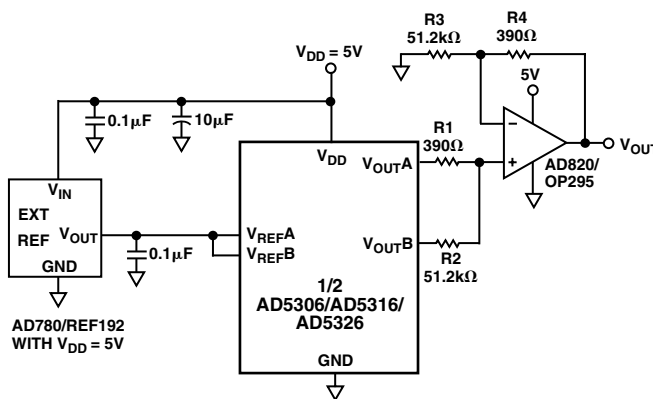 R3
51.2kΩ
R4
390Ω
VDD = 5V
5V
0.1μF
10μF
R1
390Ω
VDD
VOUTA
AD820/
OP295
VOUT
VIN
EXT
REF
VOUT
GND
VREFA
VREFB
VOUTB
0.1μF
R2
51.2kΩ
1/2
AD5306/AD5316/
AD5326
AD780/REF192
WITH VDD = 5V
GND